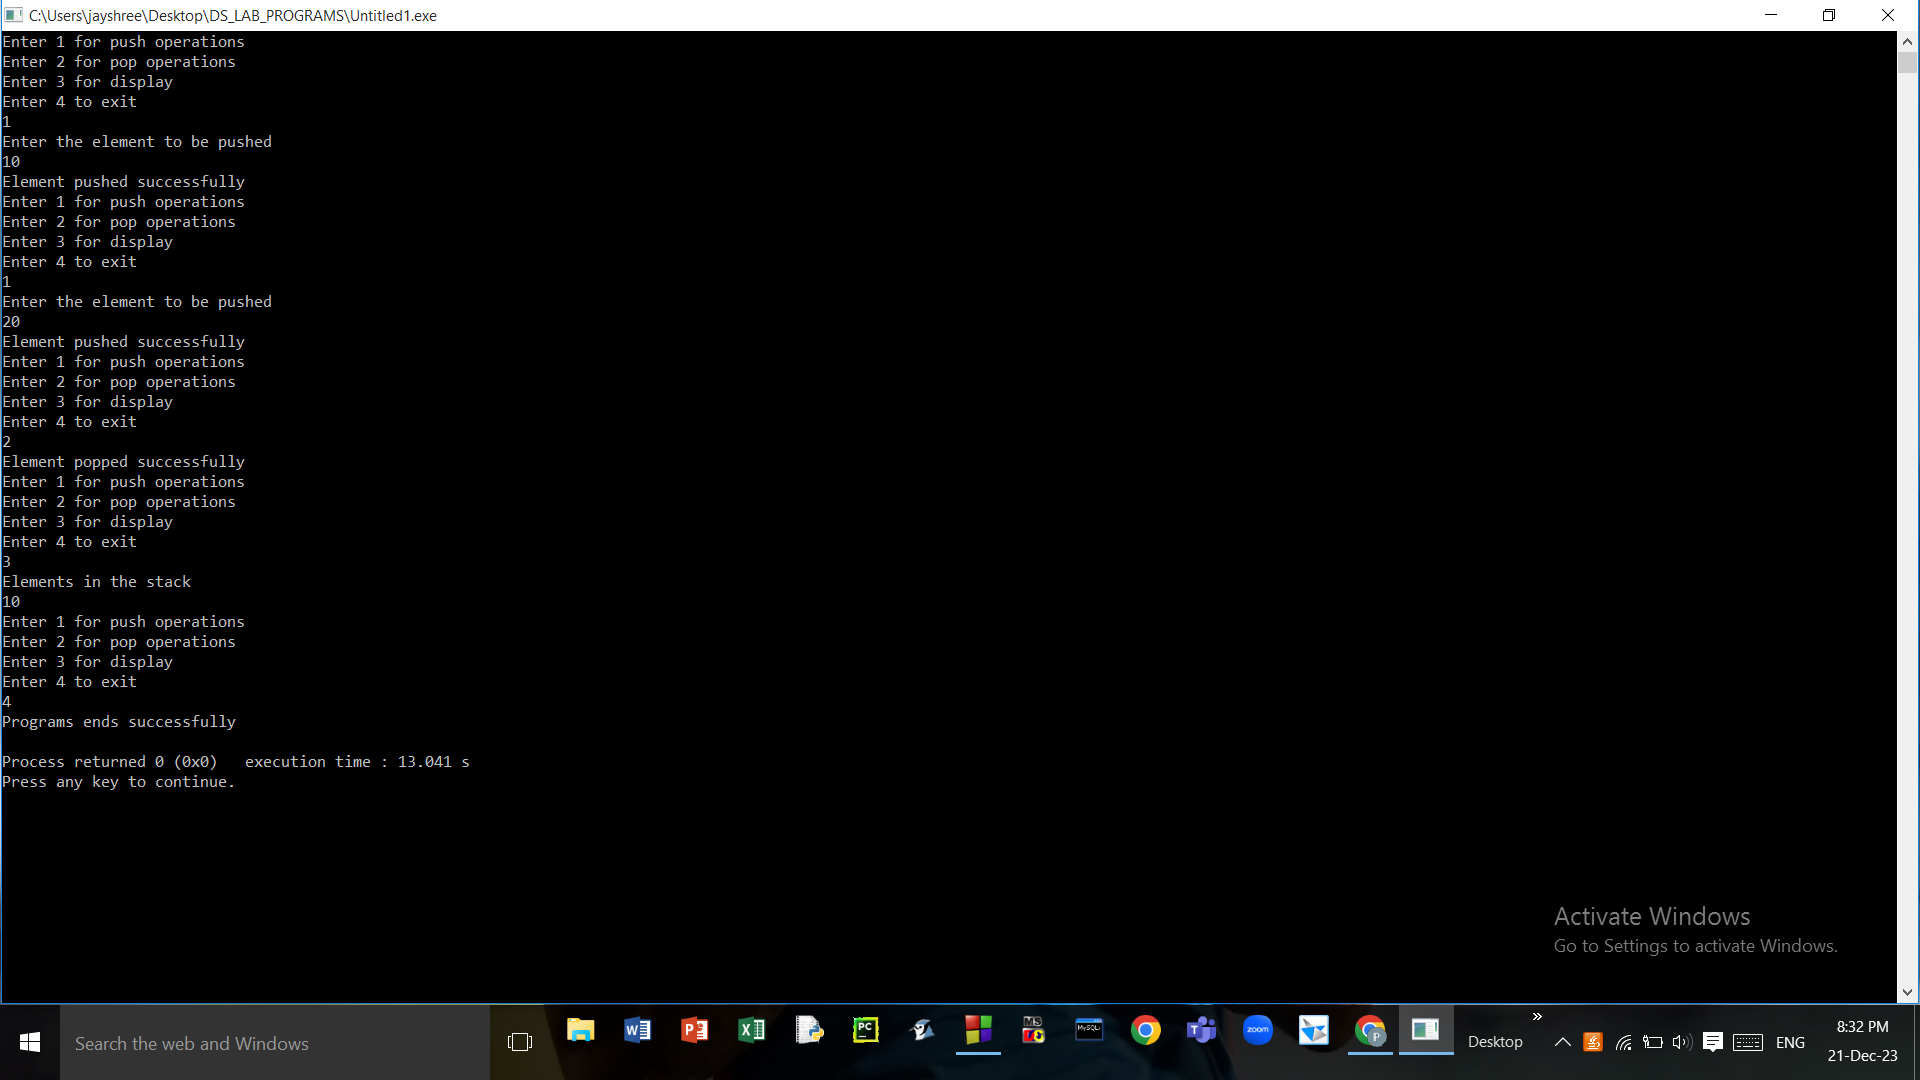 C:\Users\jayshree\Desktop\DS_LAB_PROGRAMS\Untitled1.exe
Enter 1 for push operations
Enter 2 for pop operations
Enter 3 for display
Enter 4 to exit
1
Enter the element to be pushed
10
Element pushed successfully
Enter 1 for push operations
Enter 2 for pop operations
Enter 3 for display
Enter 4 to exit
1
Enter the element to be pushed
20
Element pushed successfully
Enter 1 for push operations
Enter 2 for pop operations
Enter 3 for display
Enter 4 to exit
2
Element popped successfully
Enter 1 for push operations
Enter 2 for pop operations
Enter 3 for display
Enter 4 to exit
3
Elements in the stack
10
Enter 1 for push operations
Enter 2 for pop operations
Enter 3 for display
Enter 4 to exit
4
Programs ends successfully
Process returned 0 (0x0)   execution time : 13.041 s
Press any key to continue.
Activate Windows
Go to Settings to activate Windows.
Search the web and Windows
PC
MS
MySQL
zoom
P
Desktop
ENG
8:32 PM
21-Dec-23